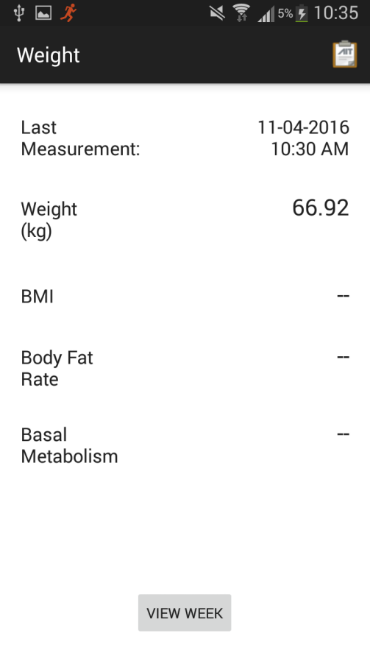 5% 10:35
Weight
Last 11-04-2016
Measurement: 10:30 AM
Weight 66.92
(kg)
BMI --
Body Fat --
Rate
Basal --
Metabolism
VIEW WEEK